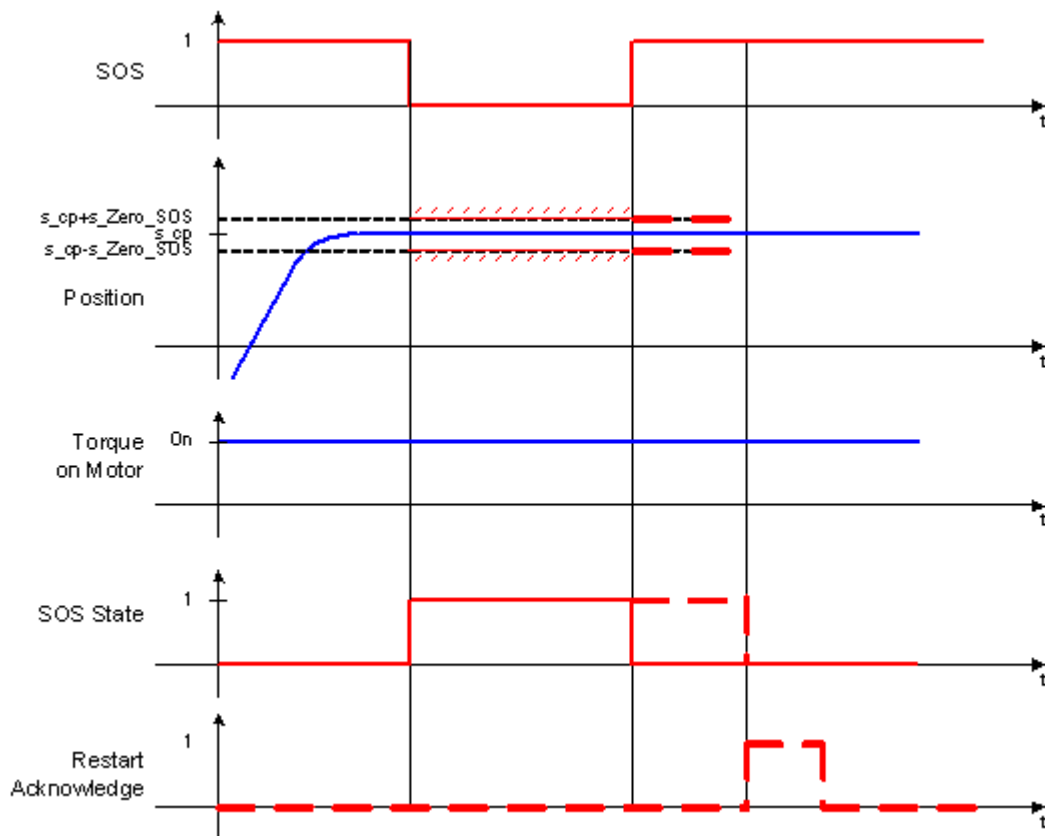 1
SOS
t
s_cp+s_Zero_SOS
s_cp
s_cp-s_Zero_SOS
Position
t
On
Torque
on Motor
t
1
SOS State
t
1
Restart
Acknowledge
t